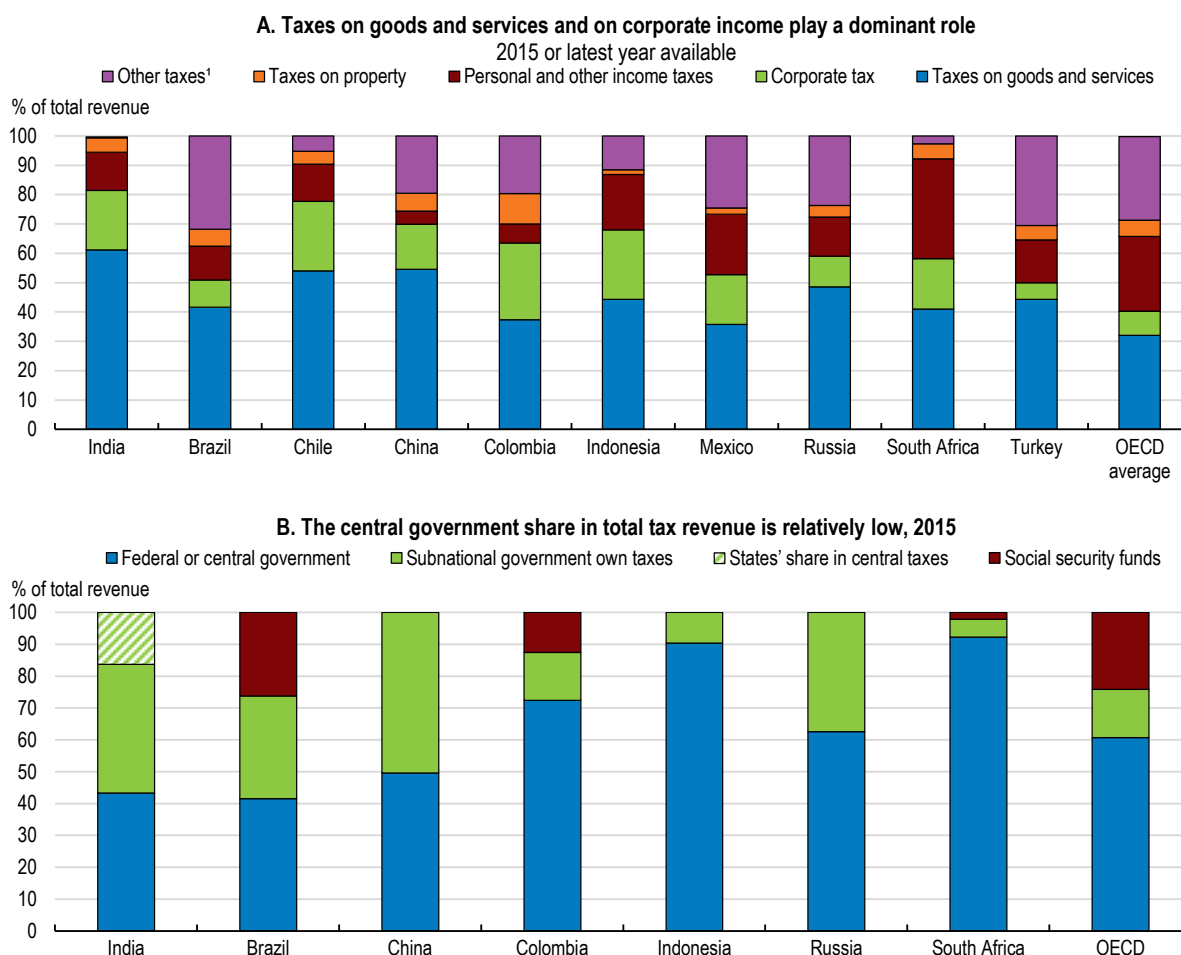 A. Taxes on goods and services and on corporate income play a dominant role
2015 or latest year available
Other taxes¹ Taxes on property Personal and other income taxes Corporate tax Taxes on goods and services
% of total revenue
100
90
80
70
60
50
40
30
20
10
0
India Brazil Chile China Colombia Indonesia Mexico Russia South Africa Turkey OECD
average
B. The central government share in total tax revenue is relatively low, 2015
Federal or central government Subnational government own taxes States' share in central taxes Social security funds
% of total revenue
100
90
80
70
60
50
40
30
20
10
0
India Brazil China Colombia Indonesia Russia South Africa OECD